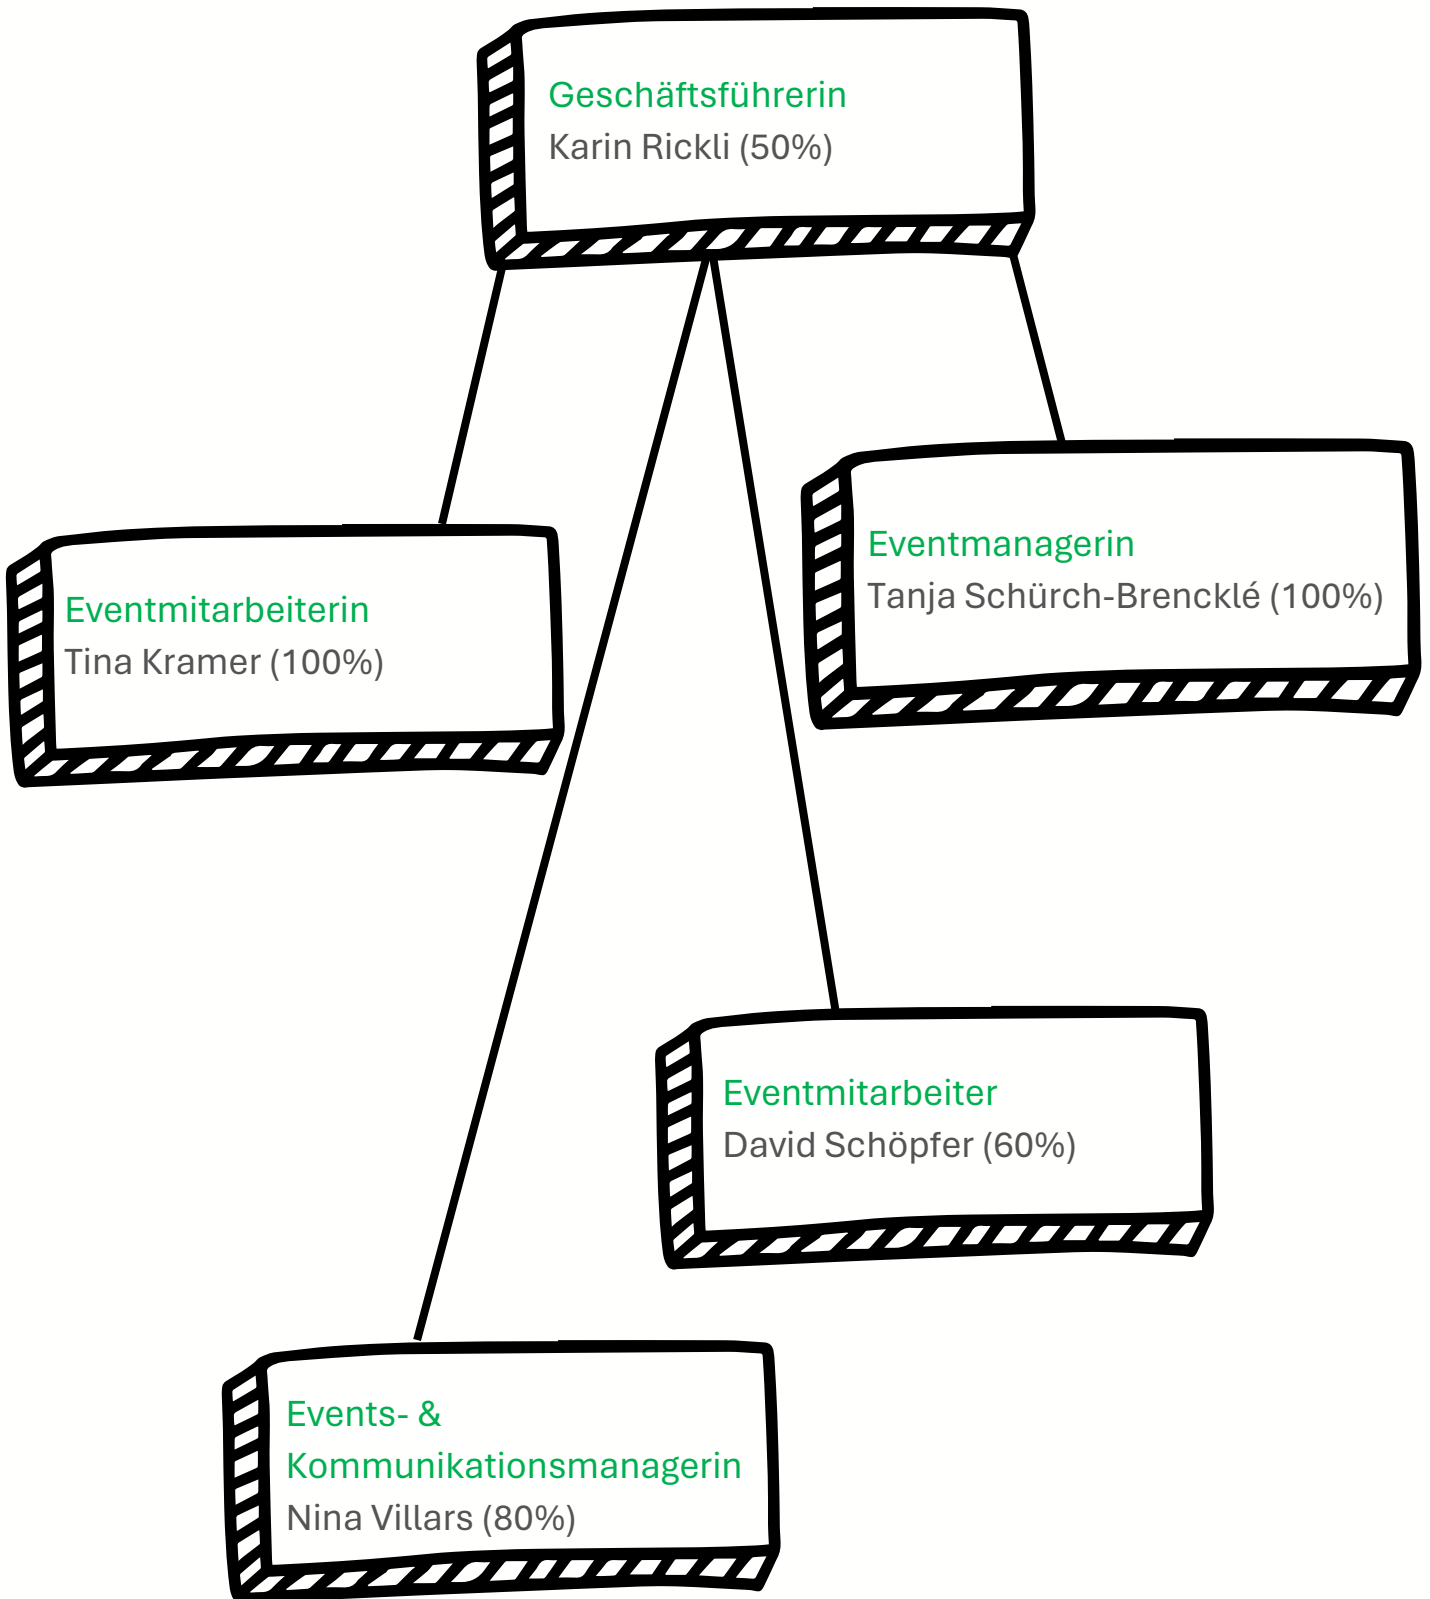 Geschäftsführerin
Karin Rickli (50%)
Eventmanagerin
Tanja Schürch-Brencklé (100%)
Eventmitarbeiterin
Tina Kramer (100%)
Eventmitarbeiter
David Schöpfer (60%)
Events- &
Kommunikationsmanagerin
Nina Villars (80%)